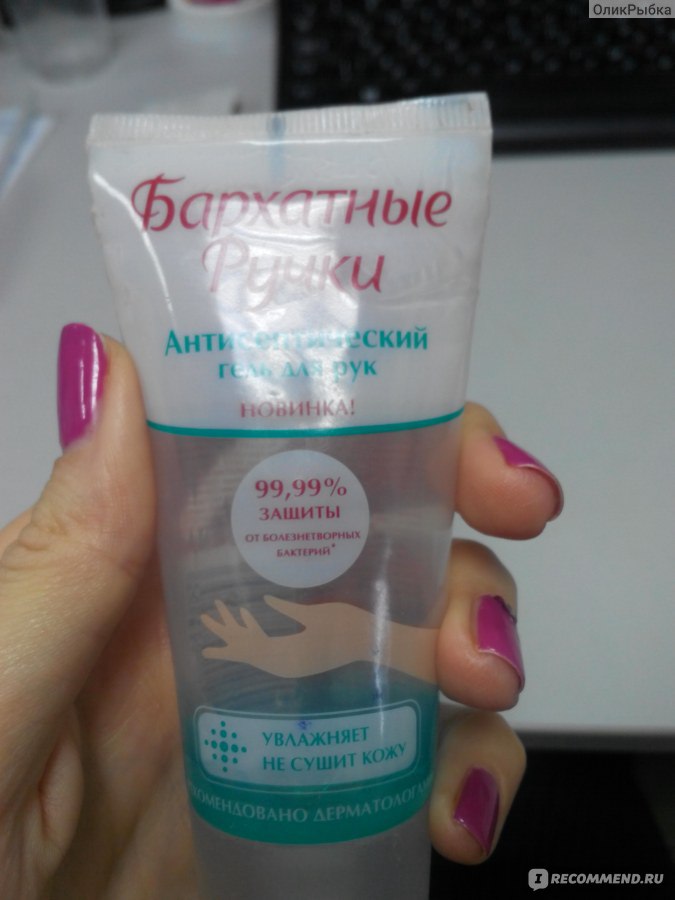 ОликРыбка
Бархатные
Ручки
Антисептический
гель для рук
НОВИНКА!
99,99%
ЗАЩИТЫ
ОТ БОЛЕЗНЕТВОРНЫХ
БАКТЕРИЙ*
УВЛАЖНЯЕТ
НЕ СУШИТ КОЖУ
РЕКОМЕНДОВАНО ДЕРМАТОЛОГАМИ
IRECOMMEND.RU